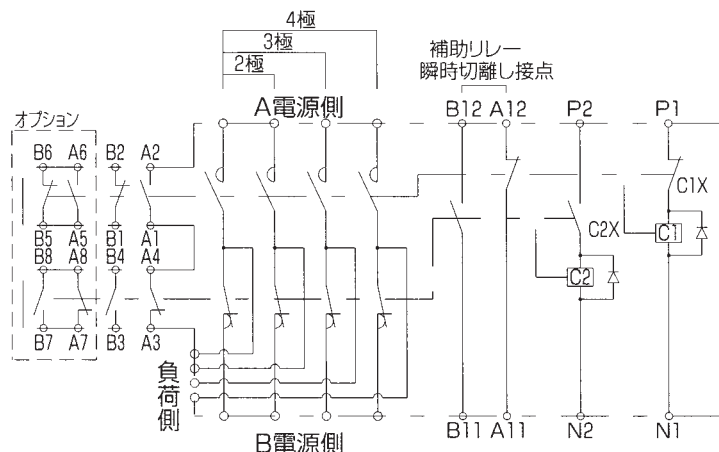 4極
3極
2極
補助リレー
瞬時切離し接点
A電源側
B12 A12 P2 P1
オプション
B6 A6 B2 A2
C1X
B5 A5 B1 A1
C2X C1
B8 A8 B4 A4
C2
B7 A7 B3 A3
負荷側
B電源側
B11 A11 N2 N1